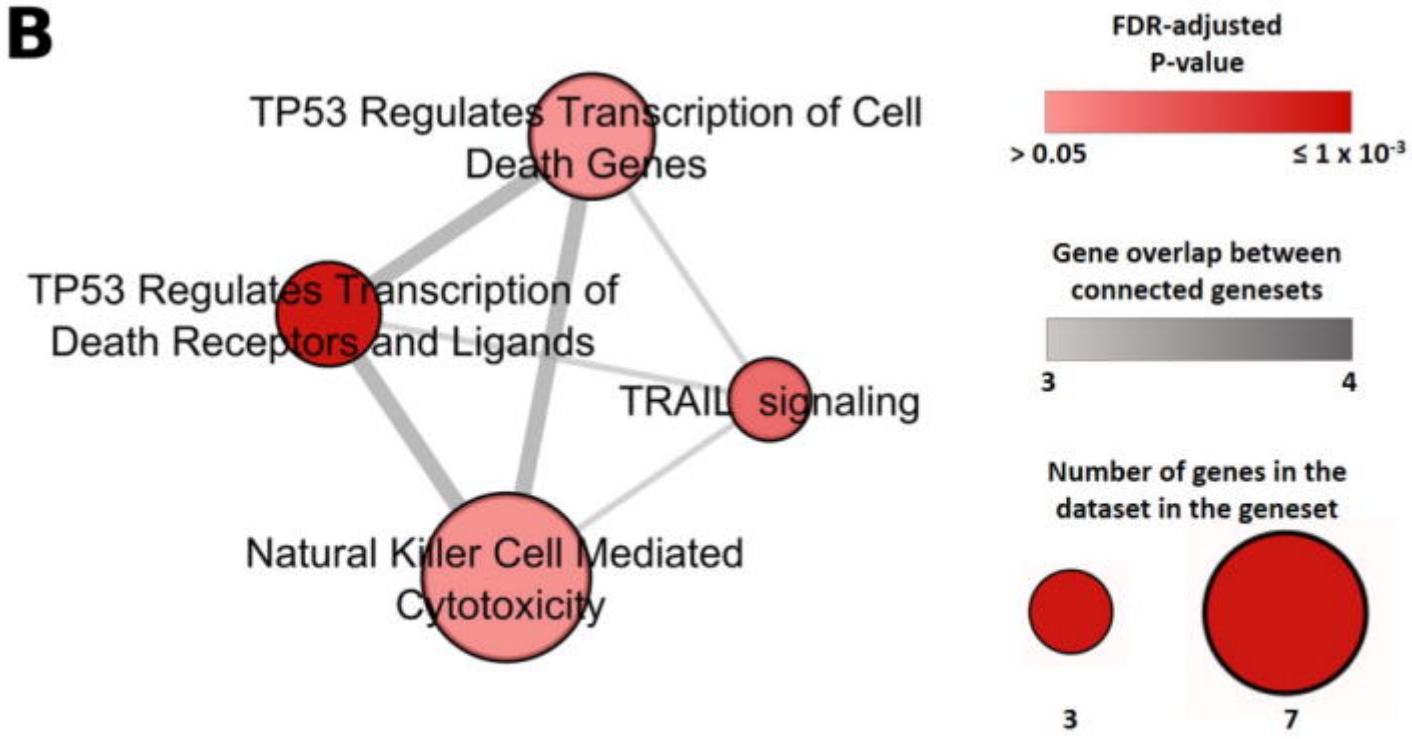 B
TP53 Regulates Transcription of Cell
Death Genes
TP53 Regulates Transcription of
Death Receptors and Ligands
TRAIL  signaling
Natural Killer Cell Mediated
Cytotoxicity
FDR-adjusted
P-value
> 0.05
≤ 1 x 10⁻³
Gene overlap between
connected genesets
3
4
Number of genes in the
dataset in the geneset
3
7